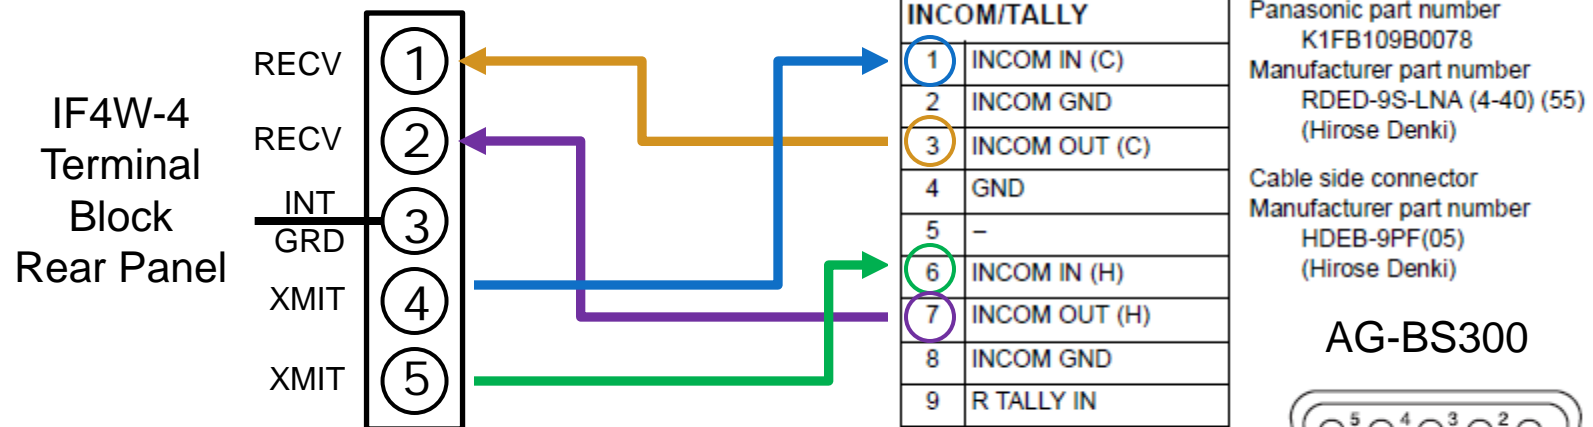 IF4W-4
Terminal
Block
Rear Panel
RECV
RECV
INT
GRD
XMIT
XMIT
1
2
3
4
5
INCOM/TALLY
1 INCOM IN (C)
2 INCOM GND
3 INCOM OUT (C)
4 GND
5 –
6 INCOM IN (H)
7 INCOM OUT (H)
8 INCOM GND
9 R TALLY IN
Panasonic part number
K1FB109B0078
Manufacturer part number
RDED-9S-LNA (4-40) (55)
(Hirose Denki)
Cable side connector
Manufacturer part number
HDEB-9PF(05)
(Hirose Denki)
AG-BS300
5 4 3 2